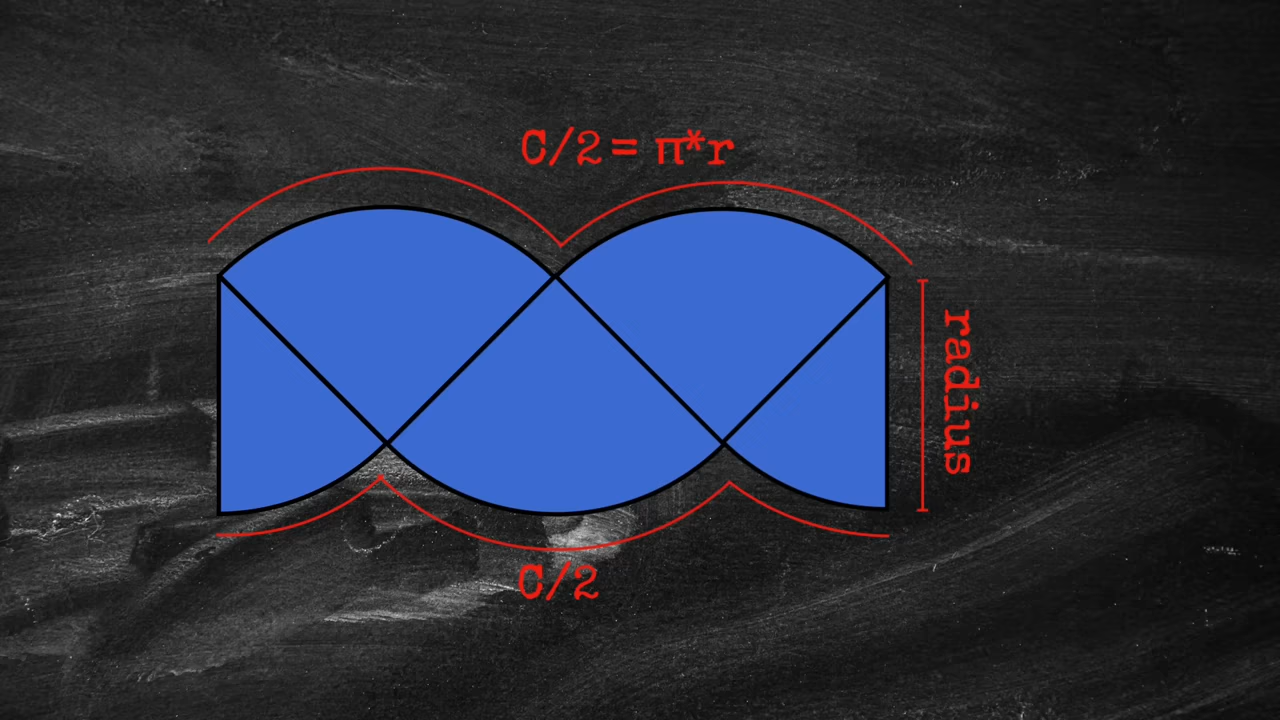 C/2 = π*r
radius
C/2